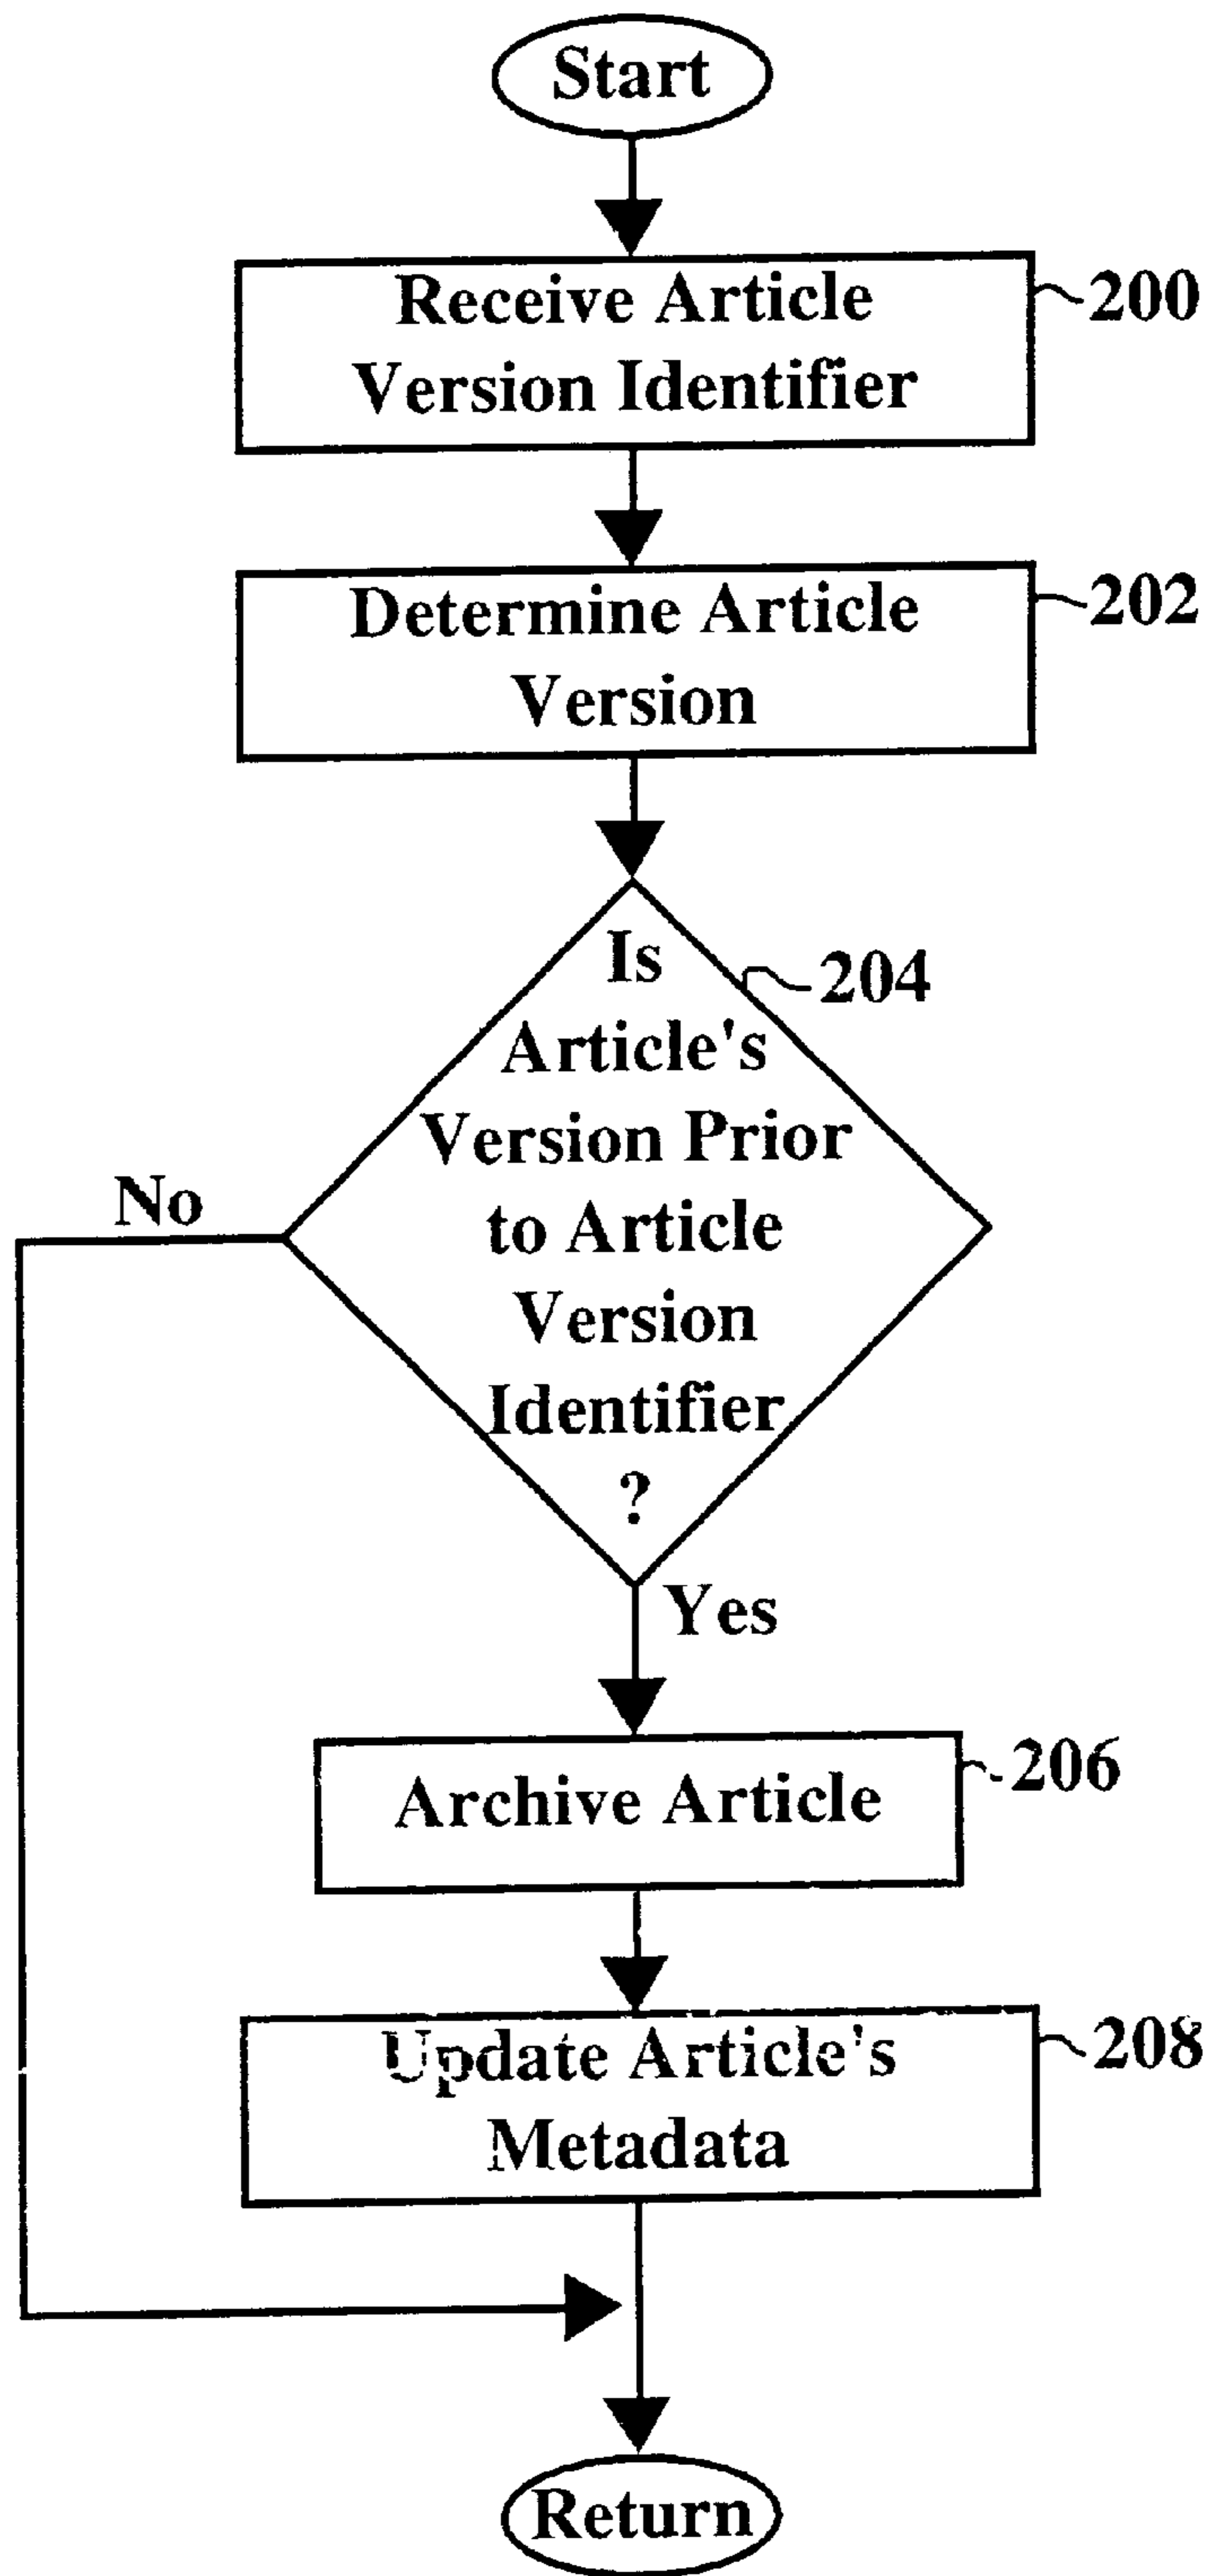 Start
Receive Article
Version Identifier
200
Determine Article
Version
202
Is
Article's
Version Prior
to Article
Version
Identifier
?
204
No
Yes
Archive Article
206
Update Article's
Metadata
208
Return